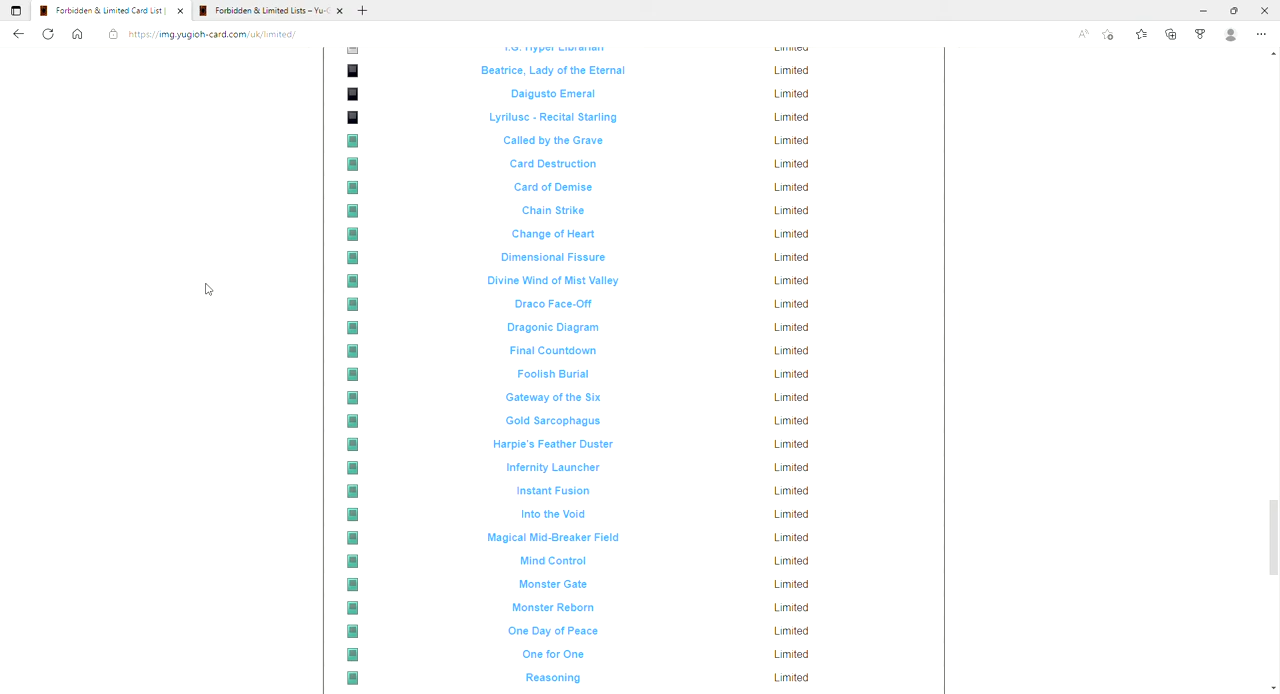 Forbidden & Limited Card List |
Forbidden & Limited Lists – Yu-G
https://img.yugioh-card.com/uk/limited/
T.G. Hyper Librarian Limited
Beatrice, Lady of the Eternal Limited
Daigusto Emeral Limited
Lyrilusc - Recital Starling Limited
Called by the Grave Limited
Card Destruction Limited
Card of Demise Limited
Chain Strike Limited
Change of Heart Limited
Dimensional Fissure Limited
Divine Wind of Mist Valley Limited
Draco Face-Off Limited
Dragonic Diagram Limited
Final Countdown Limited
Foolish Burial Limited
Gateway of the Six Limited
Gold Sarcophagus Limited
Harpie's Feather Duster Limited
Infernity Launcher Limited
Instant Fusion Limited
Into the Void Limited
Magical Mid-Breaker Field Limited
Mind Control Limited
Monster Gate Limited
Monster Reborn Limited
One Day of Peace Limited
One for One Limited
Reasoning Limited